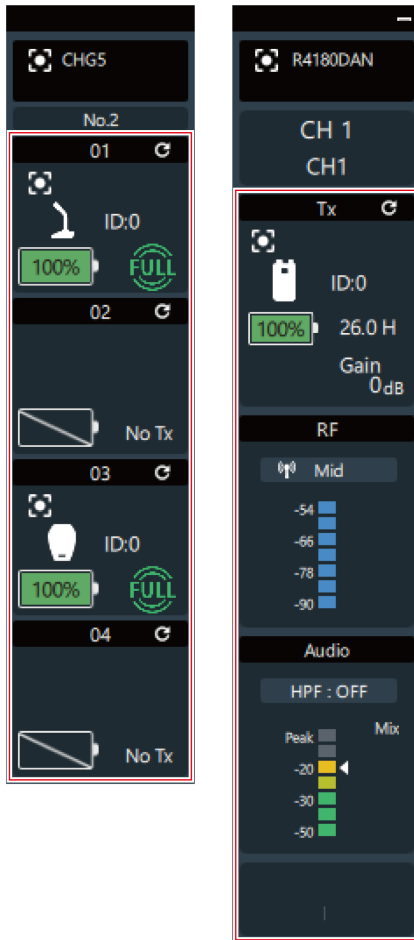 CHG5
No.2
01
ID:0
100% FULL
02
No Tx
03
ID:0
100% FULL
04
No Tx
R4180DAN
CH 1
CH1
Tx
ID:0
100% 26.0 H
Gain
0dB
RF
Mid
-54
-66
-78
-90
Audio
HPF : OFF
Peak Mix
-20
-30
-50